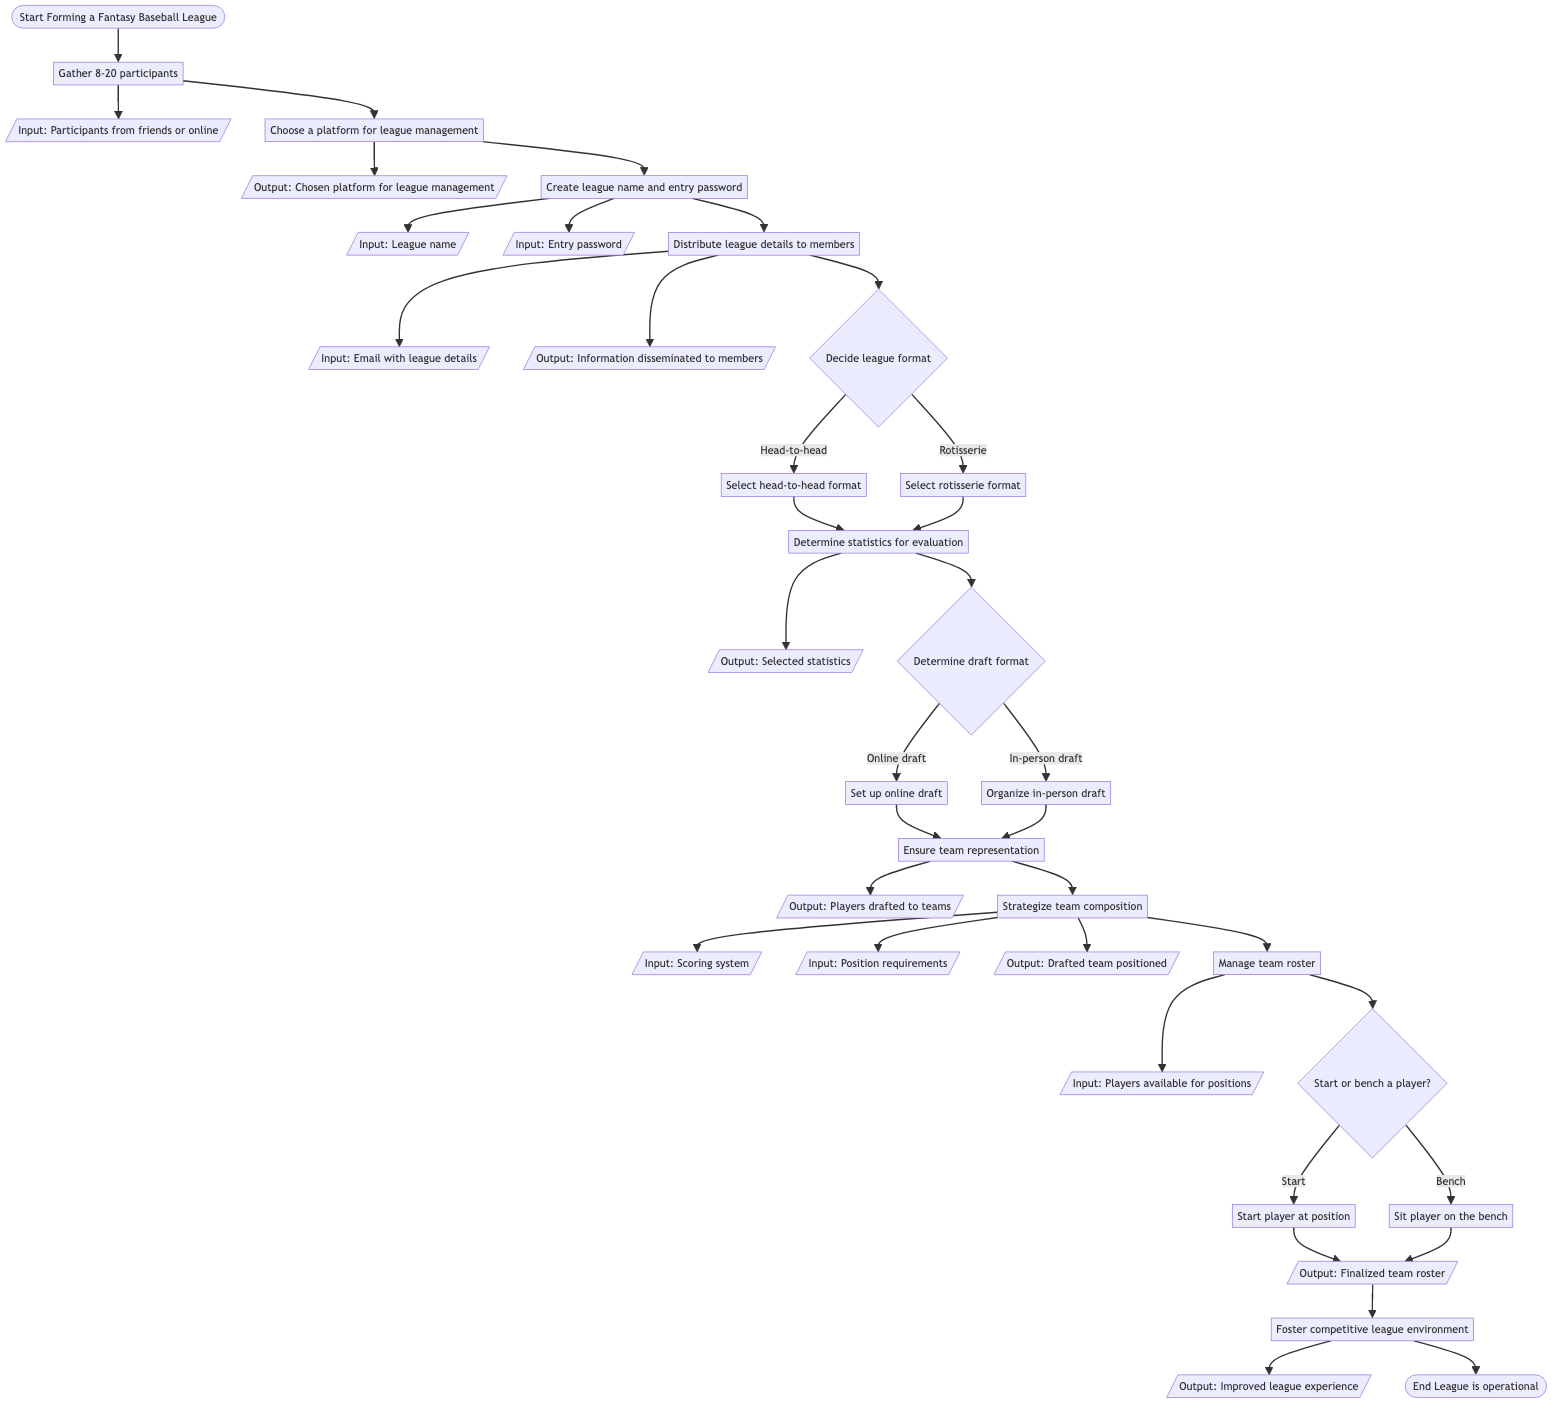 Start Forming a Fantasy Baseball League
Gather 8-20 participants
Input: Participants from friends or online
Choose a platform for league management
Output: Chosen platform for league management
Create league name and entry password
Input: League name
Input: Entry password
Distribute league details to members
Input: Email with league details
Output: Information disseminated to members
Decide league format
Head-to-head
Rotisserie
Select head-to-head format
Select rotisserie format
Determine statistics for evaluation
Output: Selected statistics
Determine draft format
Online draft
In-person draft
Set up online draft
Organize in-person draft
Ensure team representation
Output: Players drafted to teams
Strategize team composition
Input: Scoring system
Input: Position requirements
Output: Drafted team positioned
Manage team roster
Input: Players available for positions
Start or bench a player?
Start
Bench
Start player at position
Sit player on the bench
Output: Finalized team roster
Foster competitive league environment
Output: Improved league experience
End League is operational